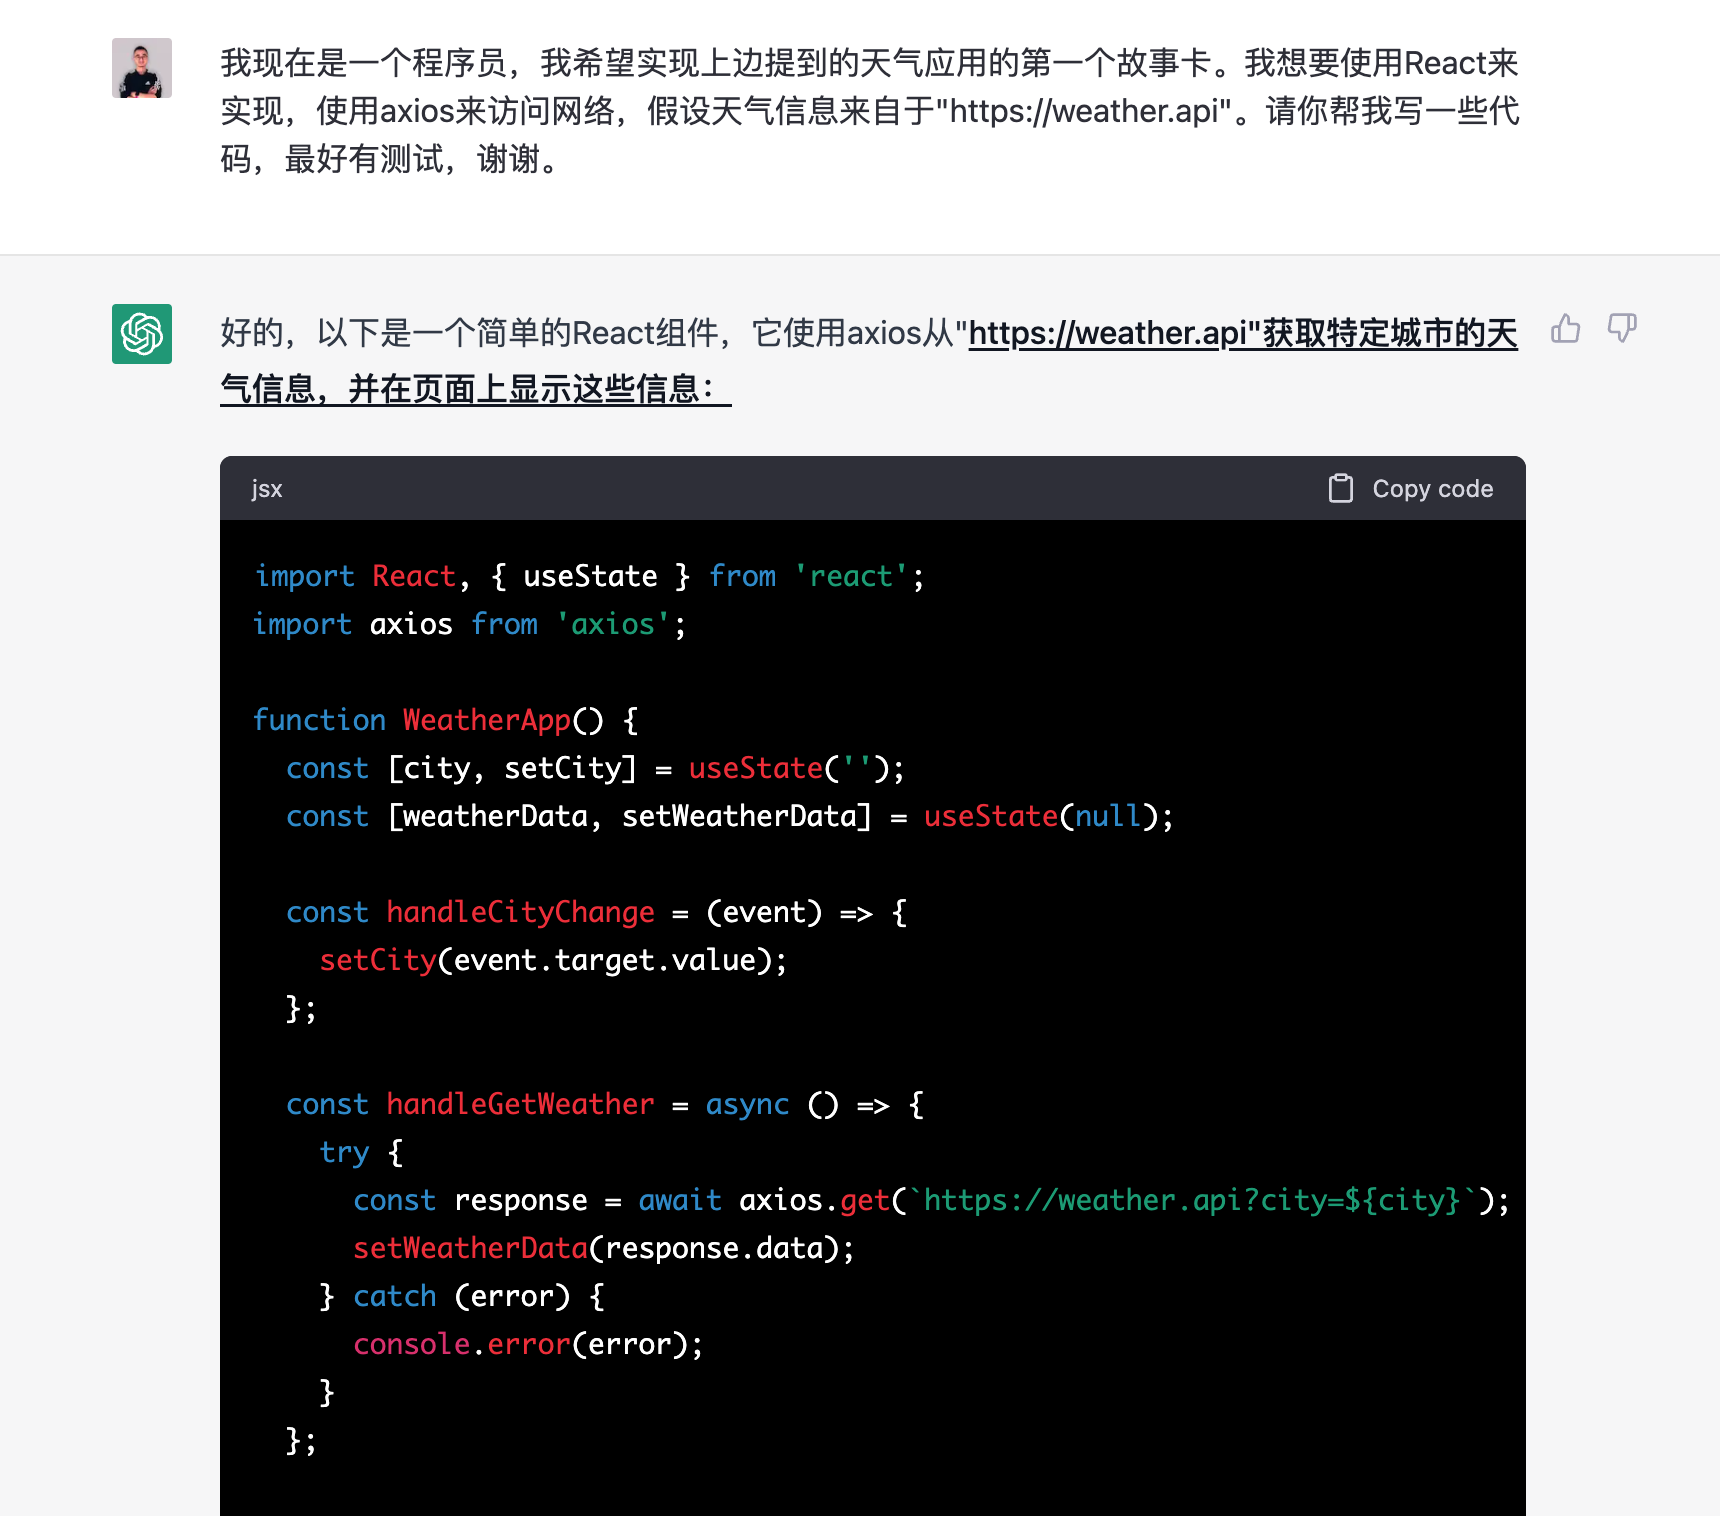 我现在是一个程序员，我希望实现上边提到的天气应用的第一个故事卡。我想要使用React来
实现，使用axios来访问网络，假设天气信息来自于"https://weather.api"。请你帮我写一些代
码，最好有测试，谢谢。
好的，以下是一个简单的React组件，它使用axios从"https://weather.api"获取特定城市的天
气信息，并在页面上显示这些信息：
jsx
Copy code
import React, { useState } from 'react';
import axios from 'axios';
function WeatherApp() {
  const [city, setCity] = useState('');
  const [weatherData, setWeatherData] = useState(null);
  const handleCityChange = (event) => {
    setCity(event.target.value);
  };
  const handleGetWeather = async () => {
    try {
      const response = await axios.get(`https://weather.api?city=${city}`);
      setWeatherData(response.data);
    } catch (error) {
      console.error(error);
    }
  };